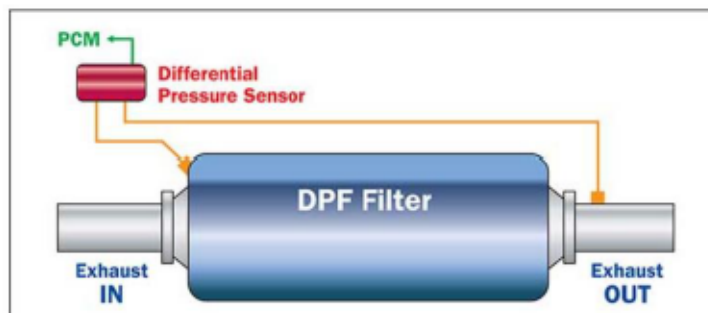 PCM
Differential
Pressure Sensor
DPF Filter
Exhaust
IN
Exhaust
OUT